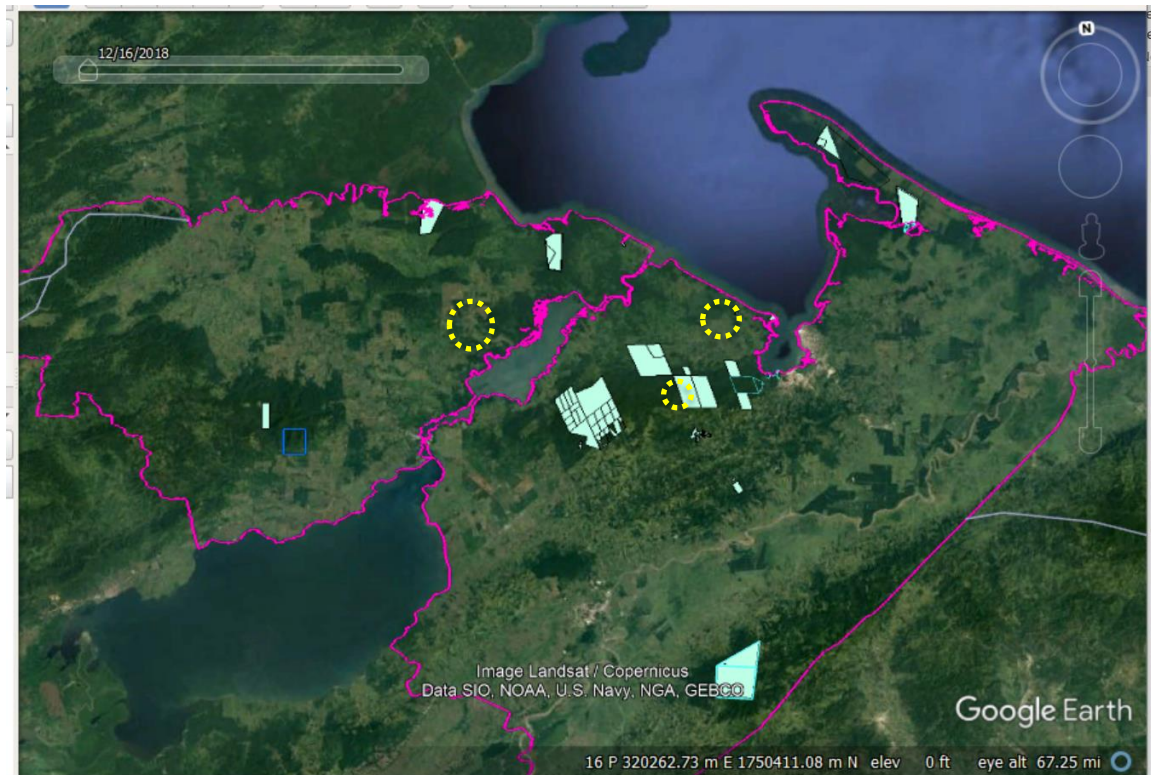 12/16/2018
N
Image Landsat / Copernicus
Data SIO, NOAA, U.S. Navy, NGA, GEBCO
Google Earth
16 P 320262.73 m E 1750411.08 m N elev 0 ft eye alt 67.25 mi